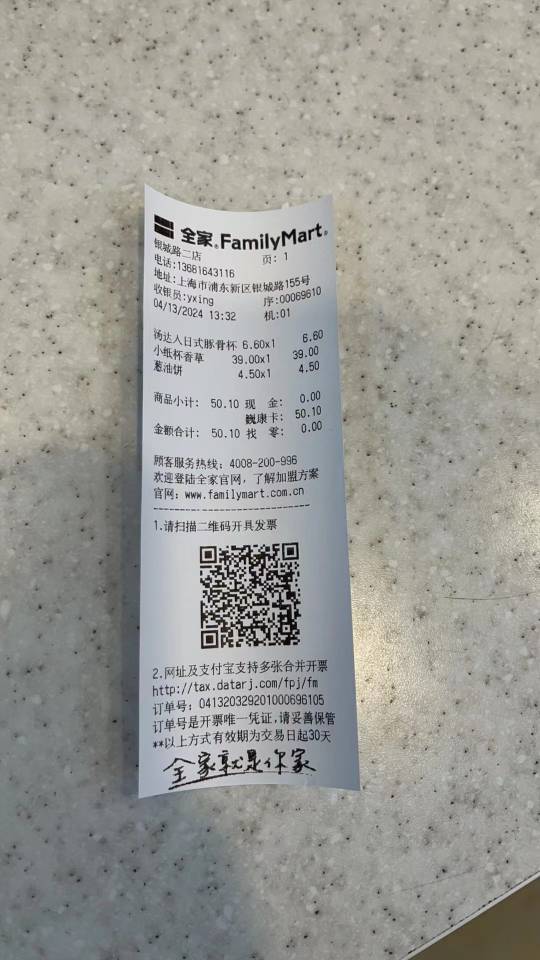 全家 FamilyMart
银城路二店 页: 1
电话:13681643116
地址:上海市浦东新区银城路155号
收银员:yxing 序:00069610
04/13/2024 13:32 机:01
汤达人日式豚骨杯 6.60x1 6.60
小纸杯香草 39.00x1 39.00
葱油饼 4.50x1 4.50
商品小计: 50.10 现 金: 0.00
巍康卡: 50.10
金额合计: 50.10 找 零: 0.00
顾客服务热线: 4008-200-996
欢迎登陆全家官网,了解加盟方案
官网:www.familymart.com.cn
1.请扫描二维码开具发票
2.网址及支付宝支持多张合并开票
http://tax.datarj.com/fpj/fm
订单号: 041320329201000696105
订单号是开票唯一凭证,请妥善保管
**以上方式有效期为交易日起30天
全家就是你家